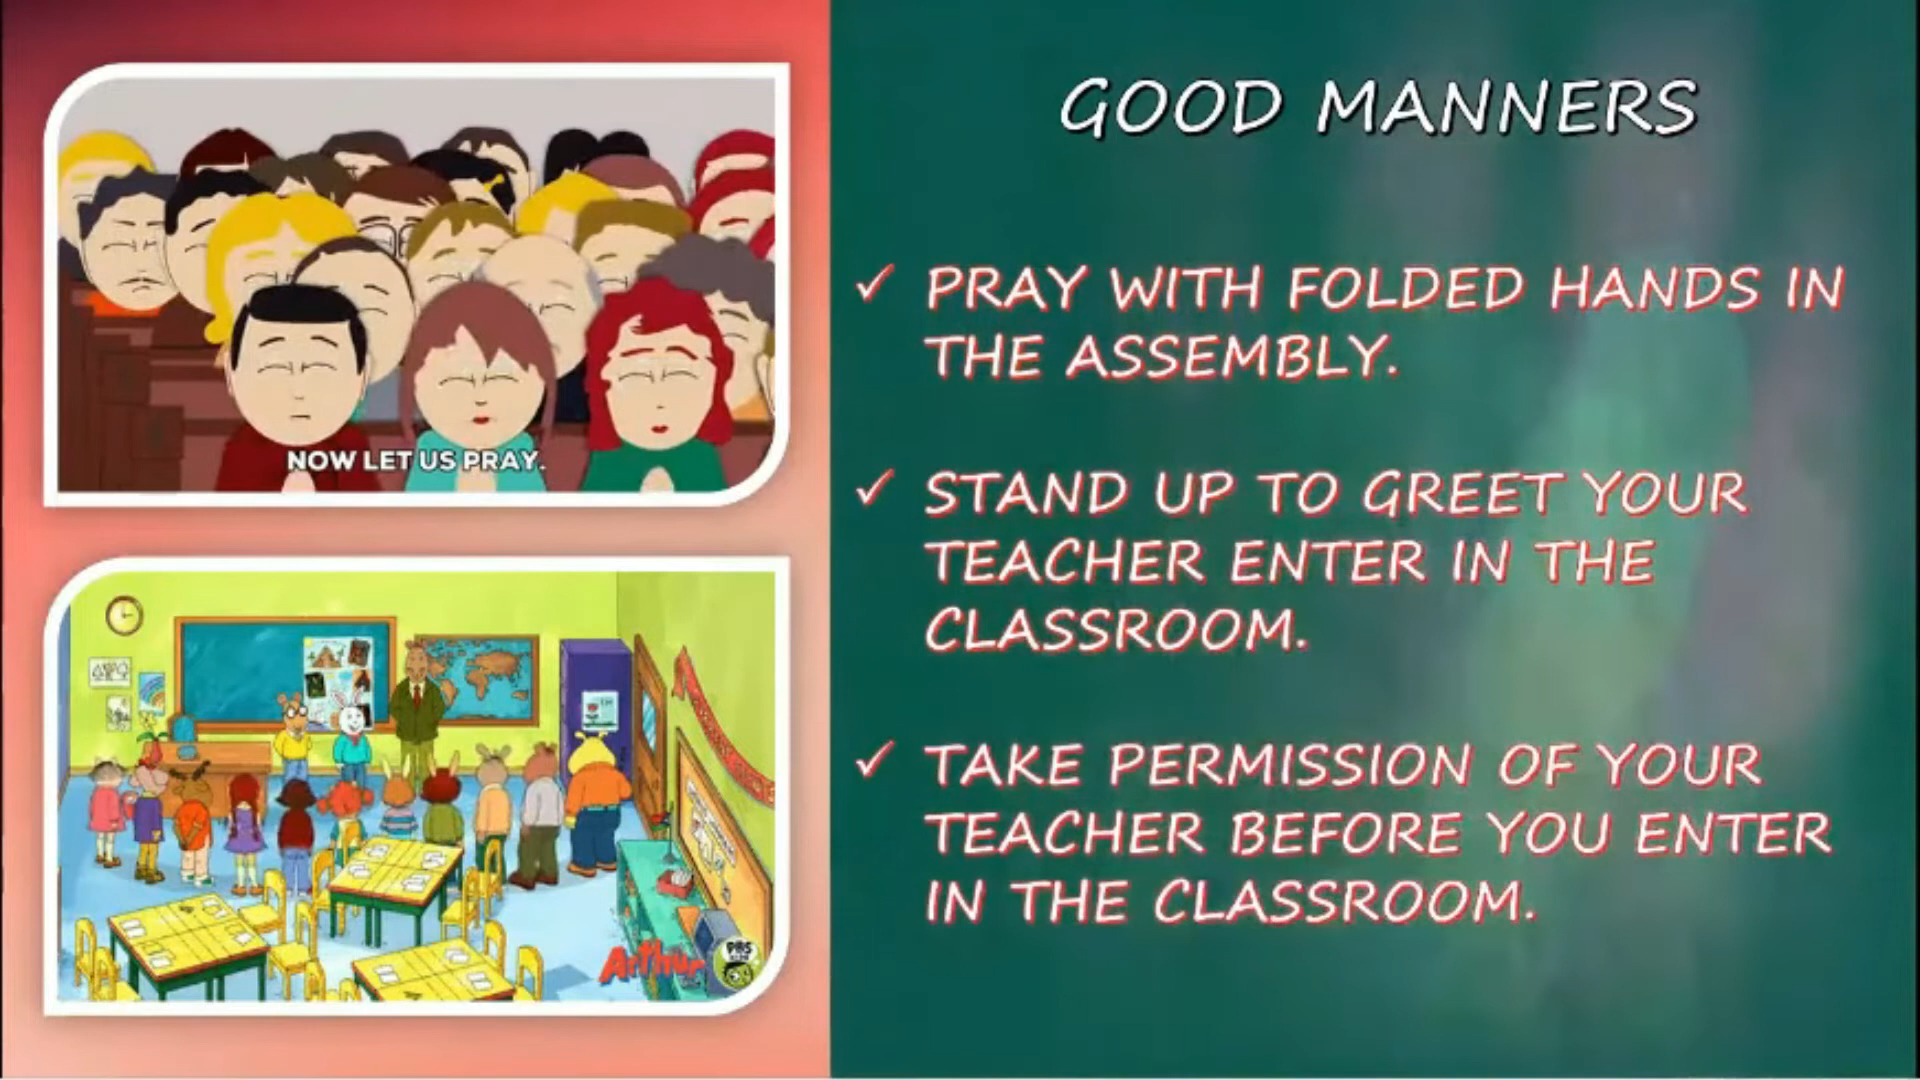 GOOD MANNERS
NOW LET US PRAY.
✓ PRAY WITH FOLDED HANDS IN
THE ASSEMBLY.
✓ STAND UP TO GREET YOUR
TEACHER ENTER IN THE
CLASSROOM.
✓ TAKE PERMISSION OF YOUR
TEACHER BEFORE YOU ENTER
IN THE CLASSROOM.
Arthur
PBS